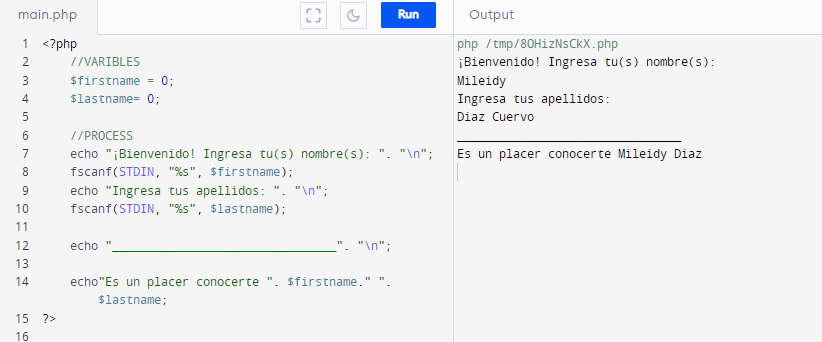 main.php
Run
Output
1 <?php
2 //VARIBLES
3 $firstname = 0;
4 $lastname= 0;
5
6 //PROCESS
7 echo "¡Bienvenido! Ingresa tu(s) nombre(s): ". "\n";
8 fscanf(STDIN, "%s", $firstname);
9 echo "Ingresa tus apellidos: ". "\n";
10 fscanf(STDIN, "%s", $lastname);
11
12 echo "________________________________". "\n";
13
14 echo"Es un placer conocerte ". $firstname." ".
$lastname;
15 ?>
16
php /tmp/8OHizNsCkX.php
¡Bienvenido! Ingresa tu(s) nombre(s):
Mileidy
Ingresa tus apellidos:
Diaz Cuervo
________________________________
Es un placer conocerte Mileidy Diaz